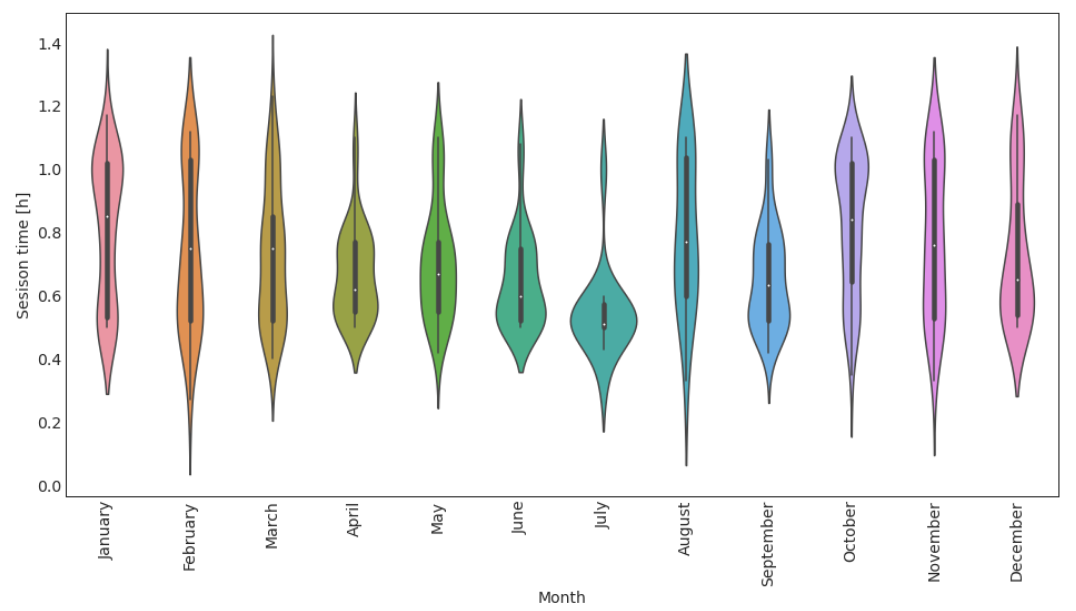 1.4
1.2
1.0
0.8
0.6
0.4
0.2
0.0
Sesison time [h]
January
February
March
April
May
June
July
August
September
October
November
December
Month